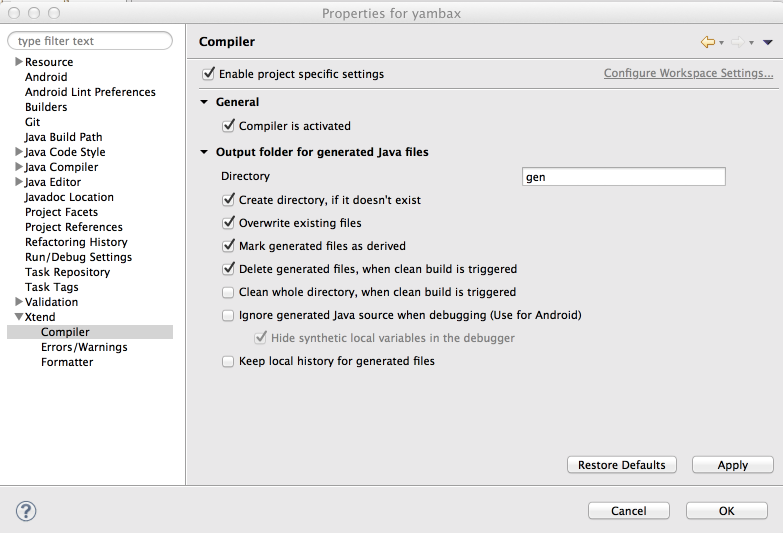 Properties for yambax
type filter text
Resource
Android
Android Lint Preferences
Builders
Git
Java Build Path
Java Code Style
Java Compiler
Java Editor
Javadoc Location
Project Facets
Project References
Refactoring History
Run/Debug Settings
Task Repository
Task Tags
Validation
Xtend
Compiler
Errors/Warnings
Formatter
Compiler
Enable project specific settings
Configure Workspace Settings...
General
Compiler is activated
Output folder for generated Java files
Directory
gen
Create directory, if it doesn't exist
Overwrite existing files
Mark generated files as derived
Delete generated files, when clean build is triggered
Clean whole directory, when clean build is triggered
Ignore generated Java source when debugging (Use for Android)
Hide synthetic local variables in the debugger
Keep local history for generated files
Restore Defaults
Apply
?
Cancel
OK